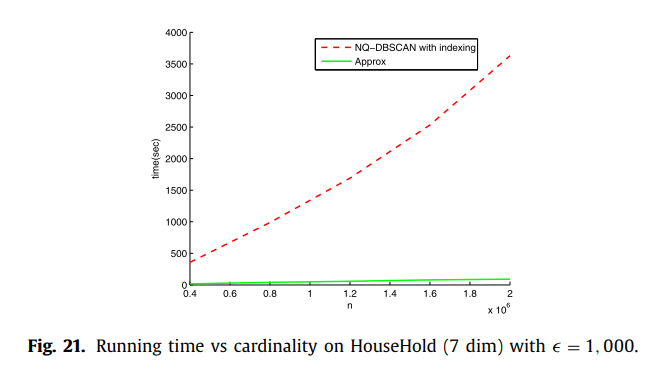 4000
3500
3000
2500
2000
1500
1000
500
0
time(sec)
NQ−DBSCAN with indexing
Approx
0.4 0.6 0.8 1 1.2 1.4 1.6 1.8 2
n
x 10⁶
Fig. 21. Running time vs cardinality on HouseHold (7 dim) with ϵ = 1, 000.